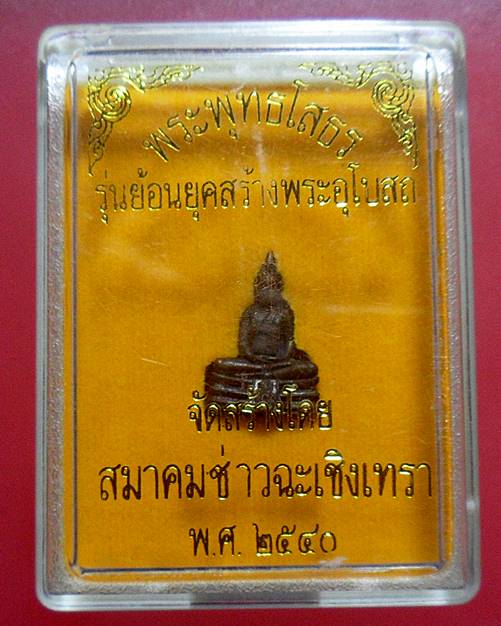 พระพุทธโสธร
รุ่นย้อนยุคสร้างพระอุโบสถ
จัดสร้างโดย
สมาคมชาวฉะเชิงเทรา
พ.ศ. ๒๕๔๐